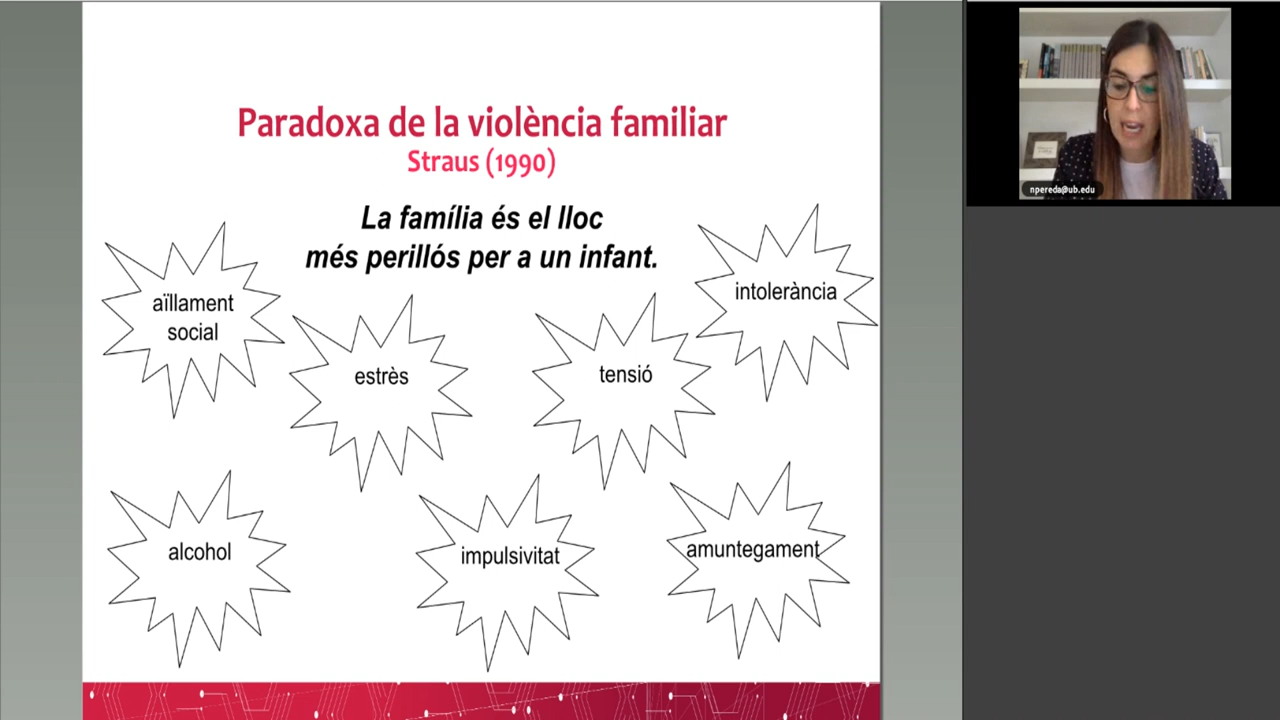 Paradoxa de la violència familiar
Straus (1990)
La família és el lloc
més perillós per a un infant.
aïllament
social
estrès
tensió
intolerància
alcohol
impulsivitat
amuntegament
npereda@ub.edu